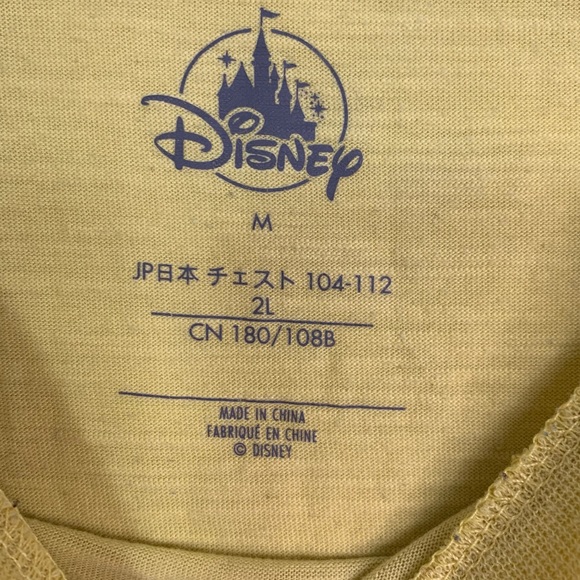 Disney
M
JP日本 チェスト 104-112
2L
CN 180/108B
MADE IN CHINA
FABRIQUÉ EN CHINE
© DISNEY